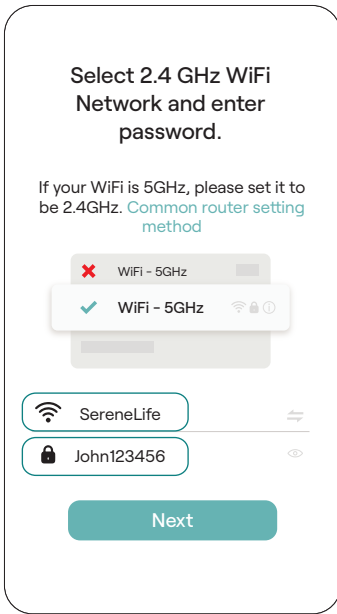 Select 2.4 GHz WiFi
Network and enter
password.
If your WiFi is 5GHz, please set it to
be 2.4GHz. Common router setting
method
WiFi - 5GHz
WiFi - 5GHz
SereneLife
John123456
Next